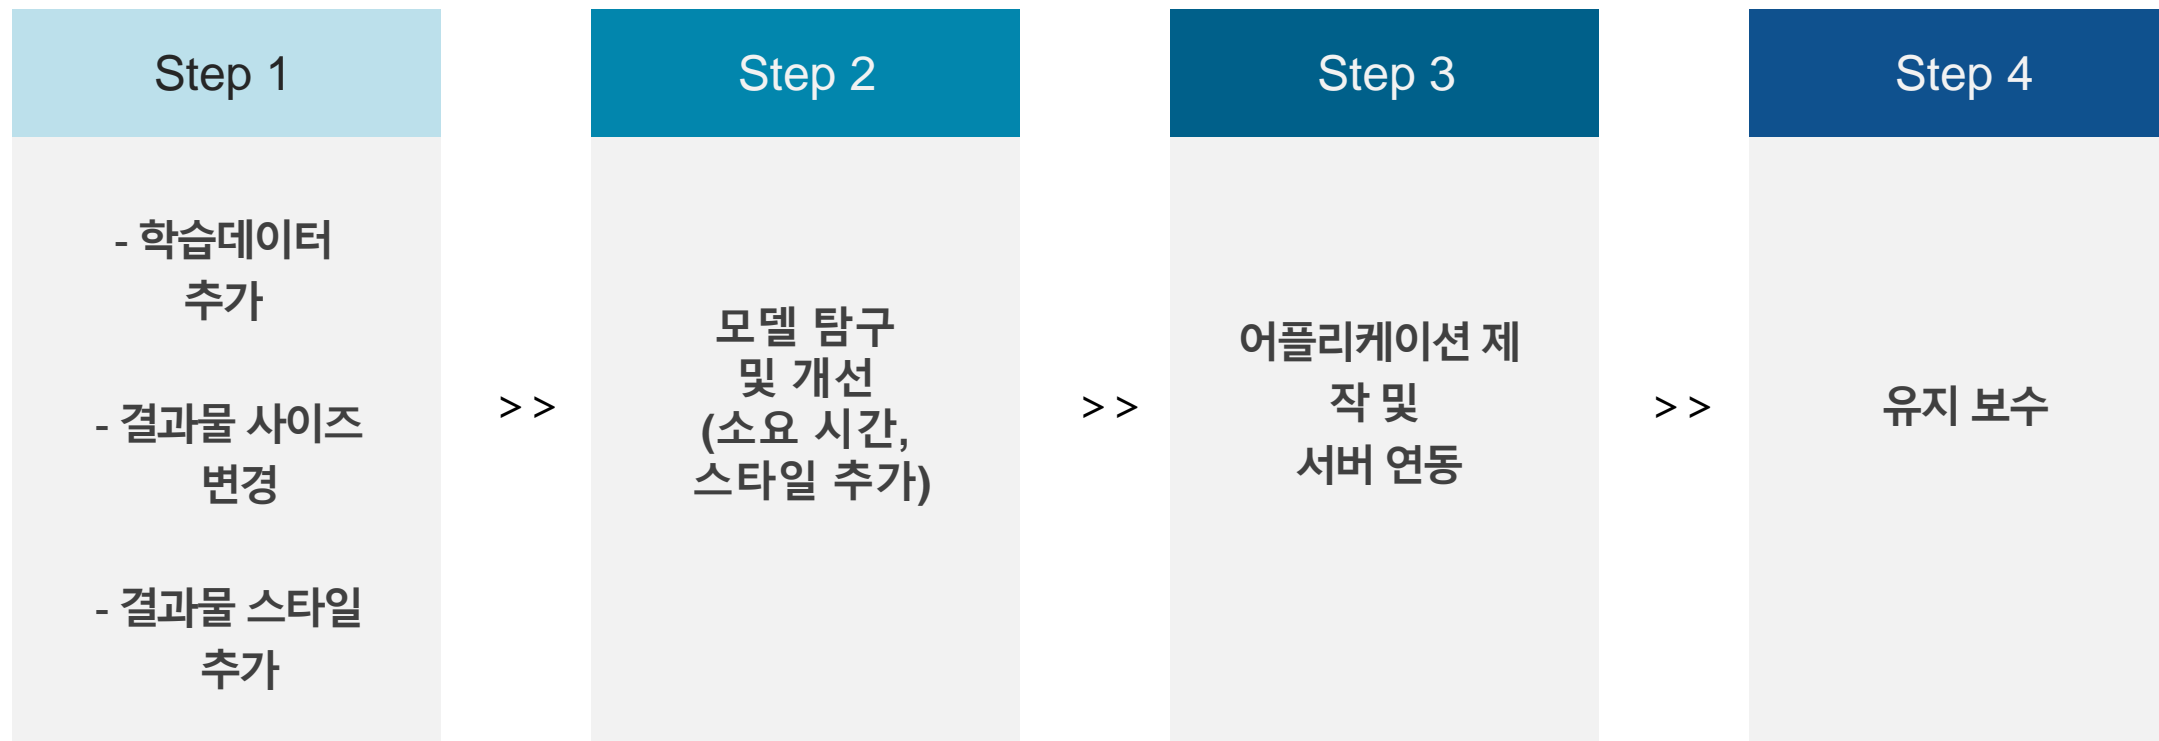 Step 1
- 학습데이터
추가
- 결과물 사이즈
변경
- 결과물 스타일
추가
>>
Step 2
모델 탐구
및 개선
(소요 시간,
스타일 추가)
>>
Step 3
어플리케이션 제
작 및
서버 연동
>>
Step 4
유지 보수